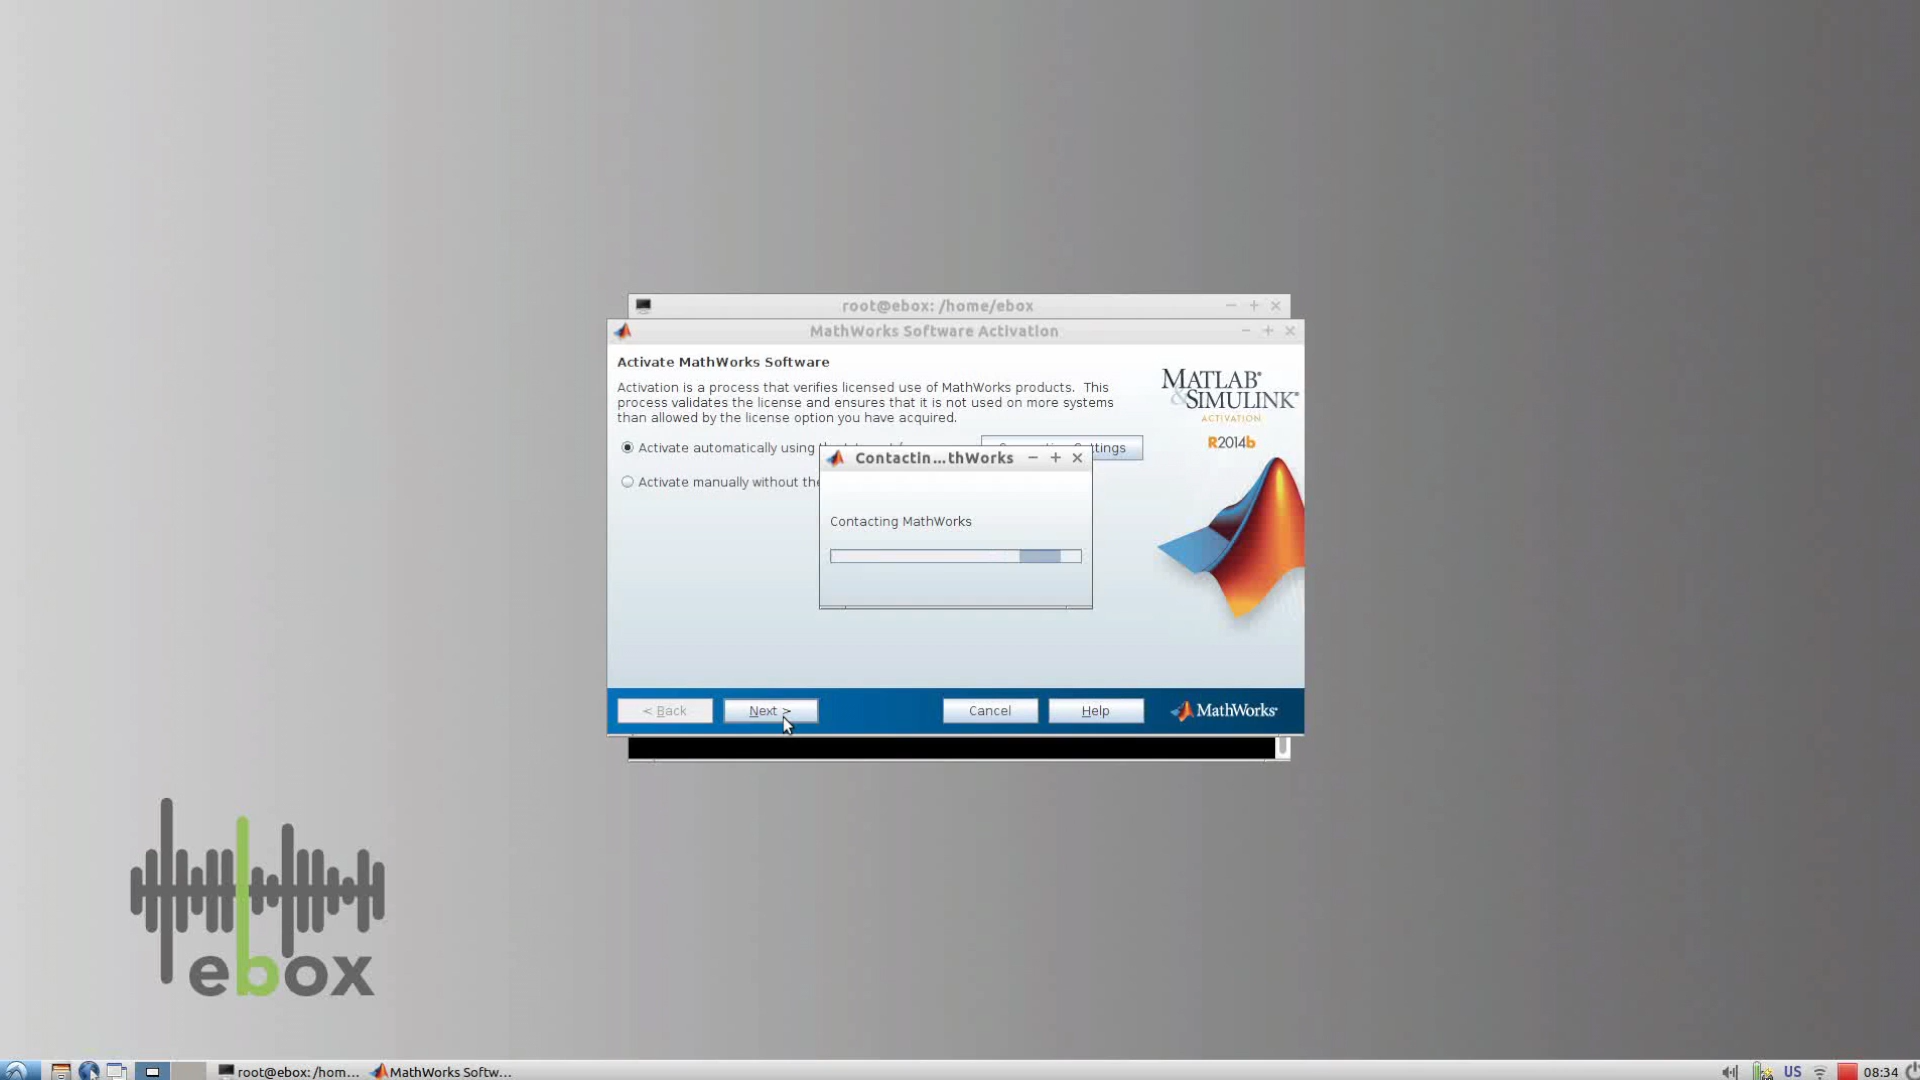 root@ebox: /home/ebox
MathWorks Software Activation
Activate MathWorks Software
Activation is a process that verifies licensed use of MathWorks products. This
process validates the license and ensures that it is not used on more systems
than allowed by the license option you have acquired.
Activate automatically using
Activate manually without the
MATLAB®
&SIMULINK®
ACTIVATION
R2014b
Contactin...thWorks
Contacting MathWorks
< Back
Next >
Cancel
Help
MathWorks®
ebox
root@ebox: /hom...
MathWorks Softw...
US
08:34